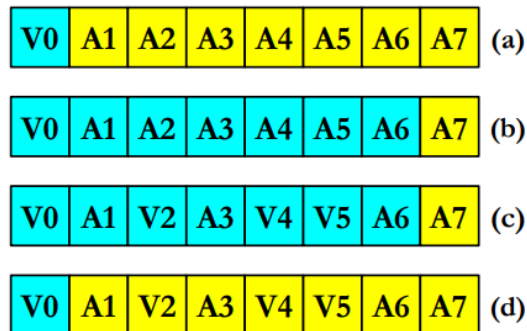 V0 A1 A2 A3 A4 A5 A6 A7 (a)
V0 A1 A2 A3 A4 A5 A6 A7 (b)
V0 A1 V2 A3 V4 V5 A6 A7 (c)
V0 A1 V2 A3 V4 V5 A6 A7 (d)